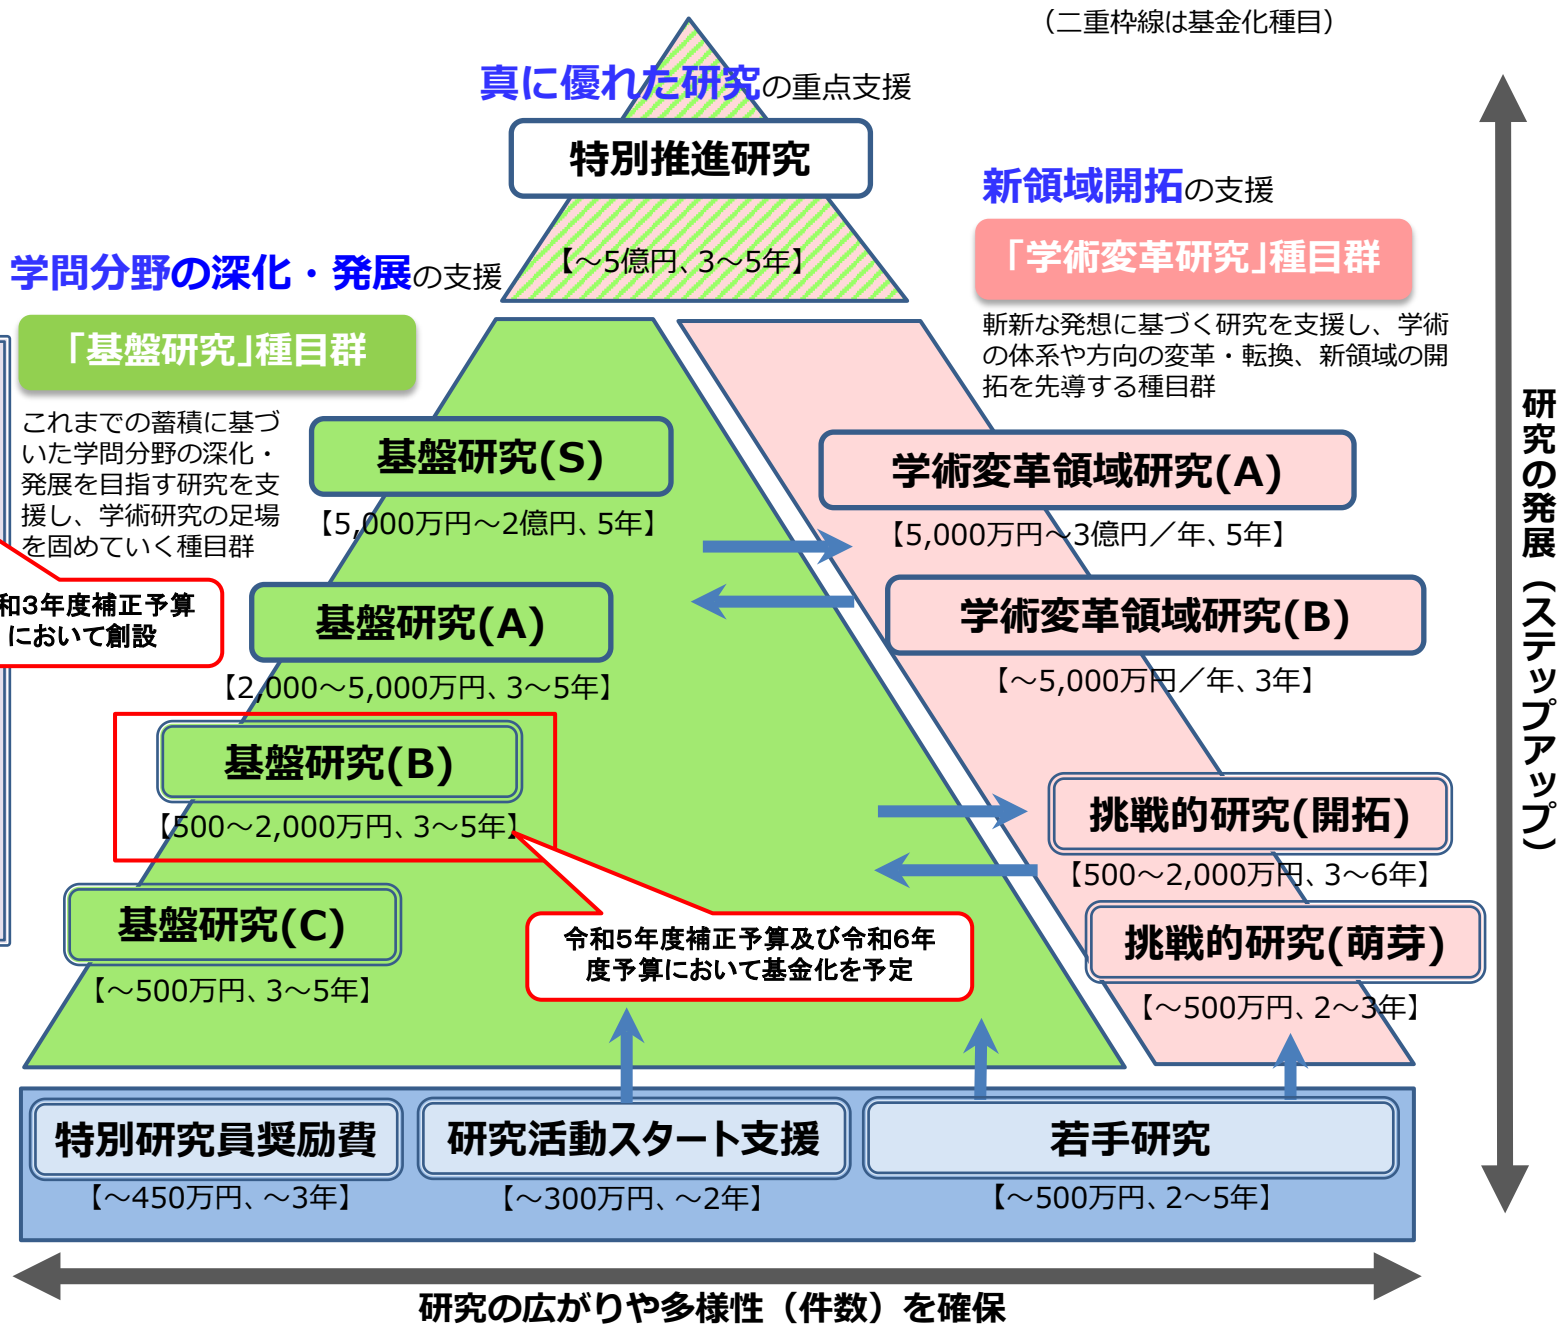 （二重枠線は基金化種目）
真に優れた研究の重点支援
特別推進研究
【～5億円、3～5年】
新領域開拓の支援
「学術変革研究」種目群
斬新な発想に基づく研究を支援し、学術
の体系や方向の変革・転換、新領域の開
拓を先導する種目群
学問分野の深化・発展の支援
「基盤研究」種目群
これまでの蓄積に基づ
いた学問分野の深化・
発展を目指す研究を支
援し、学術研究の足場
を固めていく種目群
基盤研究(S)
【5,000万円～2億円、5年】
学術変革領域研究(A)
【5,000万円～3億円／年、5年】
和3年度補正予算
において創設
基盤研究(A)
【2,000～5,000万円、3～5年】
学術変革領域研究(B)
【～5,000万円／年、3年】
基盤研究(B)
【500～2,000万円、3～5年】
挑戦的研究(開拓)
【500～2,000万円、3～6年】
基盤研究(C)
【～500万円、3～5年】
令和5年度補正予算及び令和6年
度予算において基金化を予定
挑戦的研究(萌芽)
【～500万円、2～3年】
特別研究員奨励費
【～450万円、～3年】
研究活動スタート支援
【～300万円、～2年】
若手研究
【～500万円、2～5年】
研究の広がりや多様性（件数）を確保
研究の発展（ステップアップ）